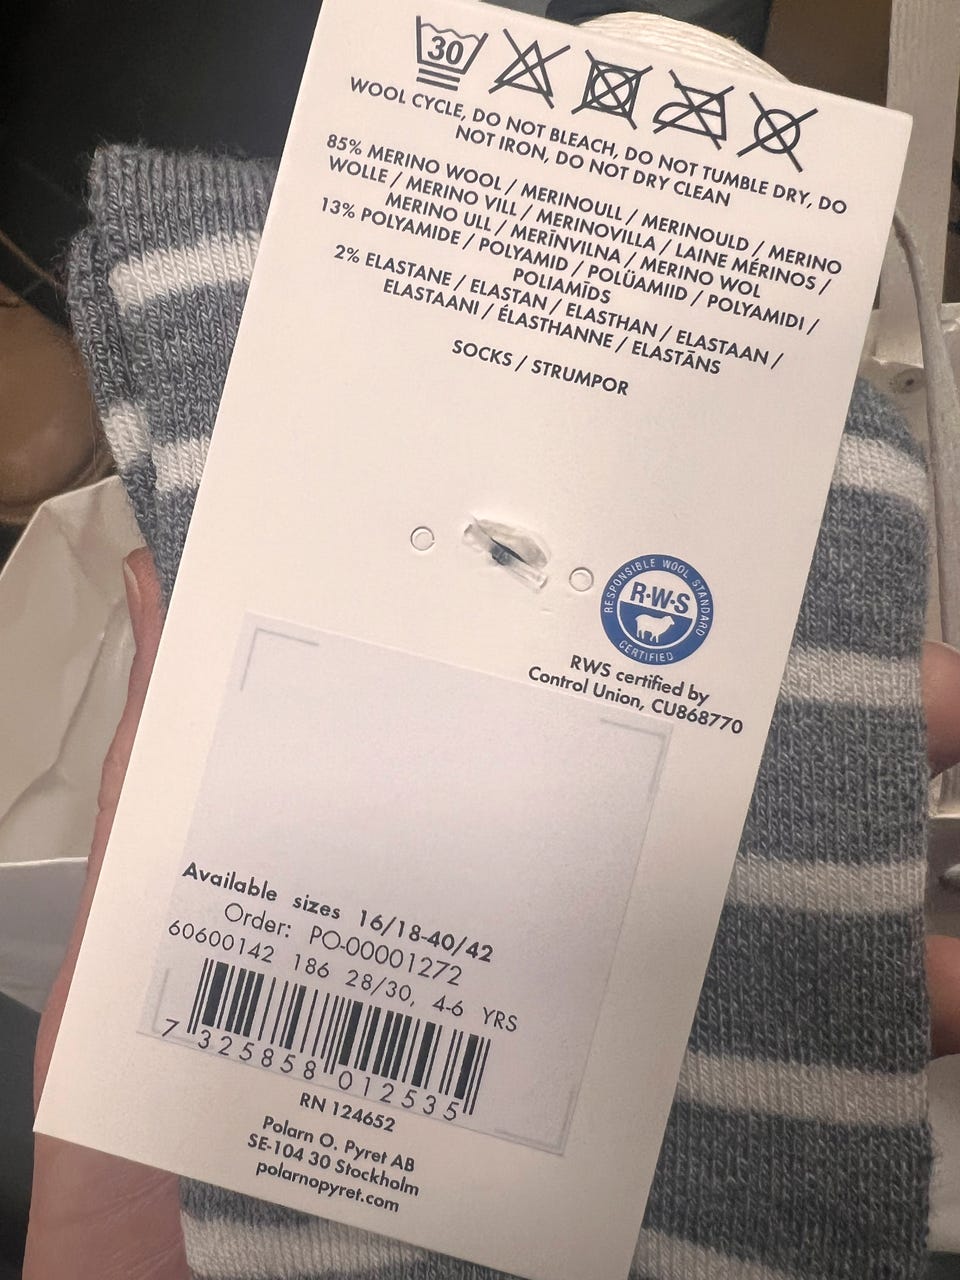 30
WOOL CYCLE, DO NOT BLEACH, DO NOT TUMBLE DRY, DO
NOT IRON, DO NOT DRY CLEAN
85% MERINO WOOL / MERINOULL / MERINOULD / MERINO
WOLLE / MERINO VILL / MERINOVILLA / LAINE MÉRINOS /
MERINO ULL / MERĪNVILNA / MERINO WOL
13% POLYAMIDE / POLYAMID / POLÜAMIID / POLYAMIDI /
POLIAMĪDS
2% ELASTANE / ELASTAN / ELASTHAN / ELASTAAN /
ELASTAANI / ÉLASTHANNE / ELASTĀNS
SOCKS / STRUMPOR
RESPONSIBLE WOOL STANDARD
R·W·S
CERTIFIED
RWS certified by
Control Union, CU868770
Available sizes 16/18-40/42
Order: PO-00001272
60600142 186 28/30, 4-6 YRS
7 325858 012535
RN 124652
Polarn O. Pyret AB
SE-104 30 Stockholm
polarnopyret.com